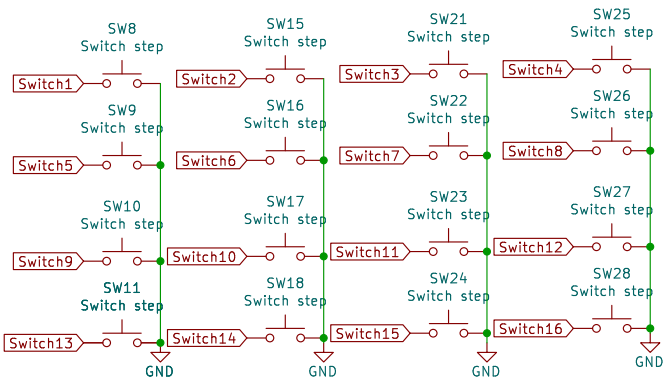 SW8
Switch step
Switch1
SW15
Switch step
Switch2
SW21
Switch step
Switch3
SW25
Switch step
Switch4
SW9
Switch step
Switch5
SW16
Switch step
Switch6
SW22
Switch step
Switch7
SW26
Switch step
Switch8
SW10
Switch step
Switch9
SW17
Switch step
Switch10
SW23
Switch step
Switch11
SW27
Switch step
Switch12
SW11
Switch step
Switch13
SW18
Switch step
Switch14
SW24
Switch step
Switch15
SW28
Switch step
Switch16
GND
GND
GND
GND